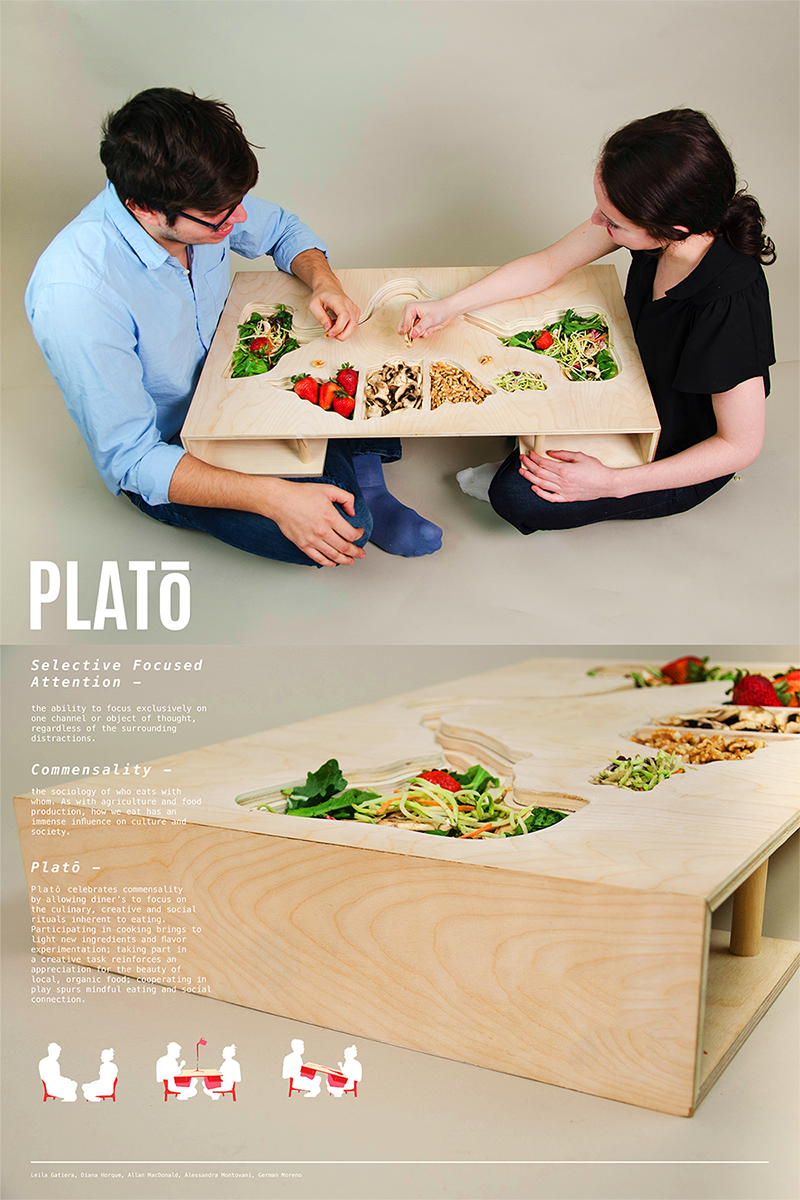 PLATō
Selective Focused
Attention –
the ability to focus exclusively on
one channel or object of thought,
regardless of the surrounding
distractions.
Commensality –
the sociology of who eats with
whom. As with agriculture and food
production, how we eat has an
immense influence on culture and
society.
Platō –
Platō celebrates commensality
by allowing diner's to focus on
the culinary, creative and social
rituals inherent to eating.
Participating in cooking brings to
light new ingredients and flavor
experimentation; taking part in
a creative task reinforces an
appreciation for the beauty of
local, organic food; cooperating in
play spurs mindful eating and social
connection.
Leila Gatiera, Diana Horque, Allan MacDonald, Alessandra Montovani, German Moreno